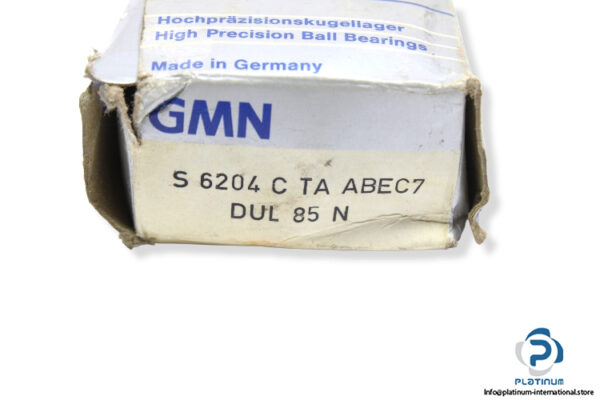 Hochpräzisionskugellager
High Precision Ball Bearings
Made in Germany
GMN
S 6204 C TA ABEC7
DUL 85 N
PLATINUM
Info@platinum-international.store